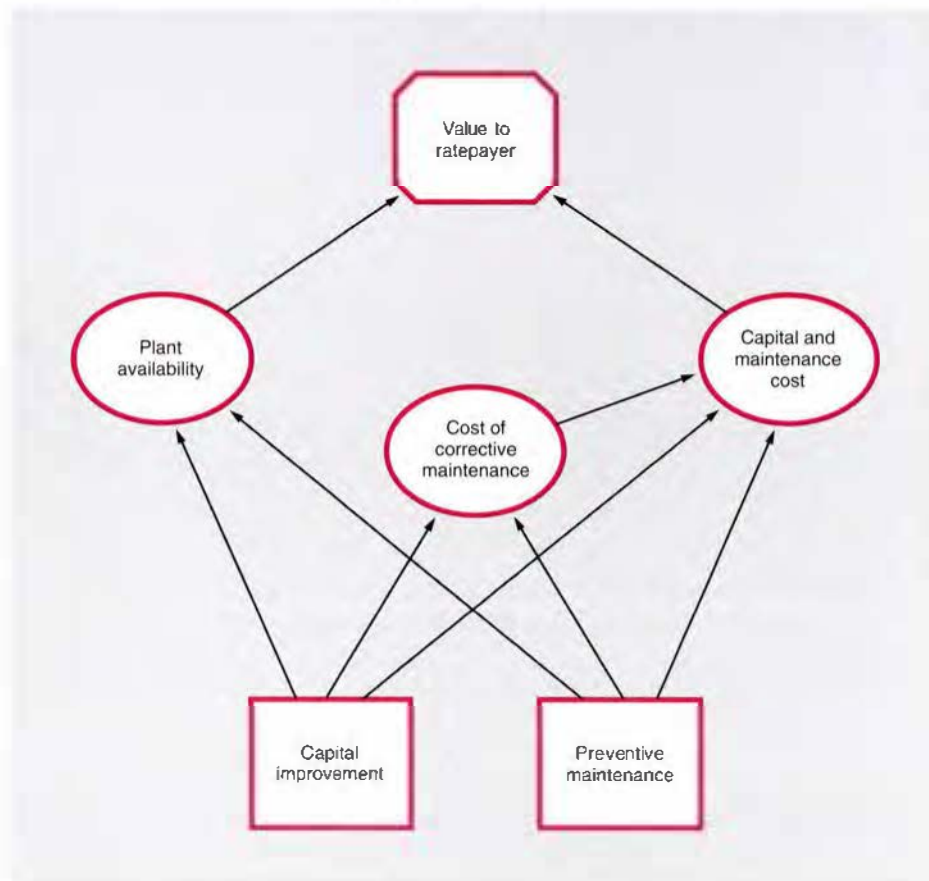 Value to
ratepayer
Plant
availability
Capital and
maintenance
cost
Cost of
corrective
maintenance
Capital
improvement
Preventive
maintenance